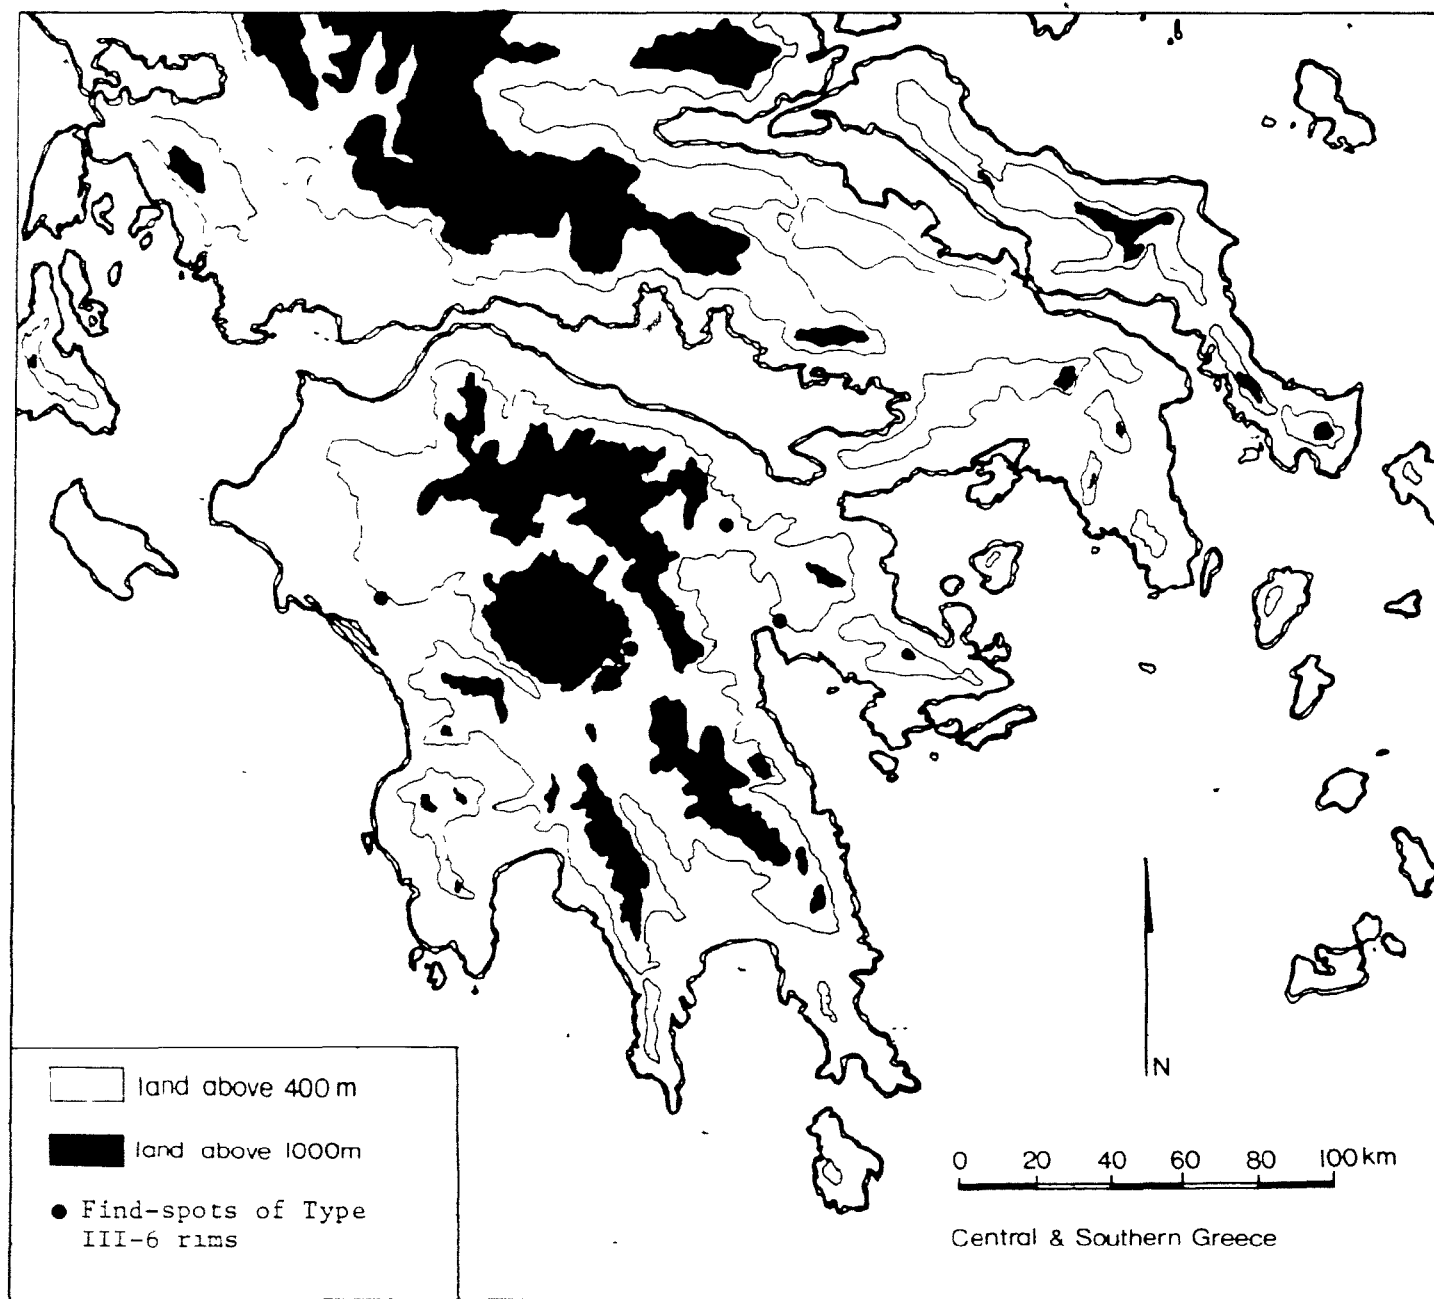 land above 400 m
land above 1000m
Find-spots of Type
III-6 rims
N
0 20 40 60 80 100 km
Central & Southern Greece